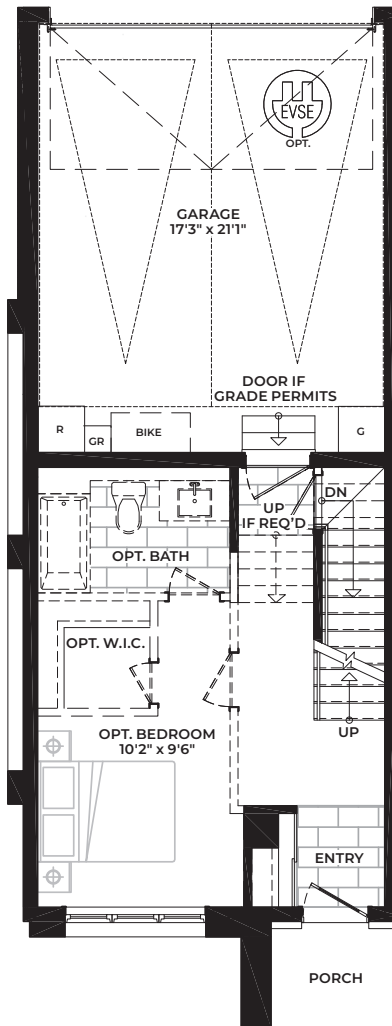 EVSE
OPT.
GARAGE
17'3" x 21'1"
DOOR IF
GRADE PERMITS
R
GR
BIKE
G
DN
UP
IF REQ'D
OPT. BATH
OPT. W.I.C.
OPT. BEDROOM
10'2" x 9'6"
UP
ENTRY
PORCH